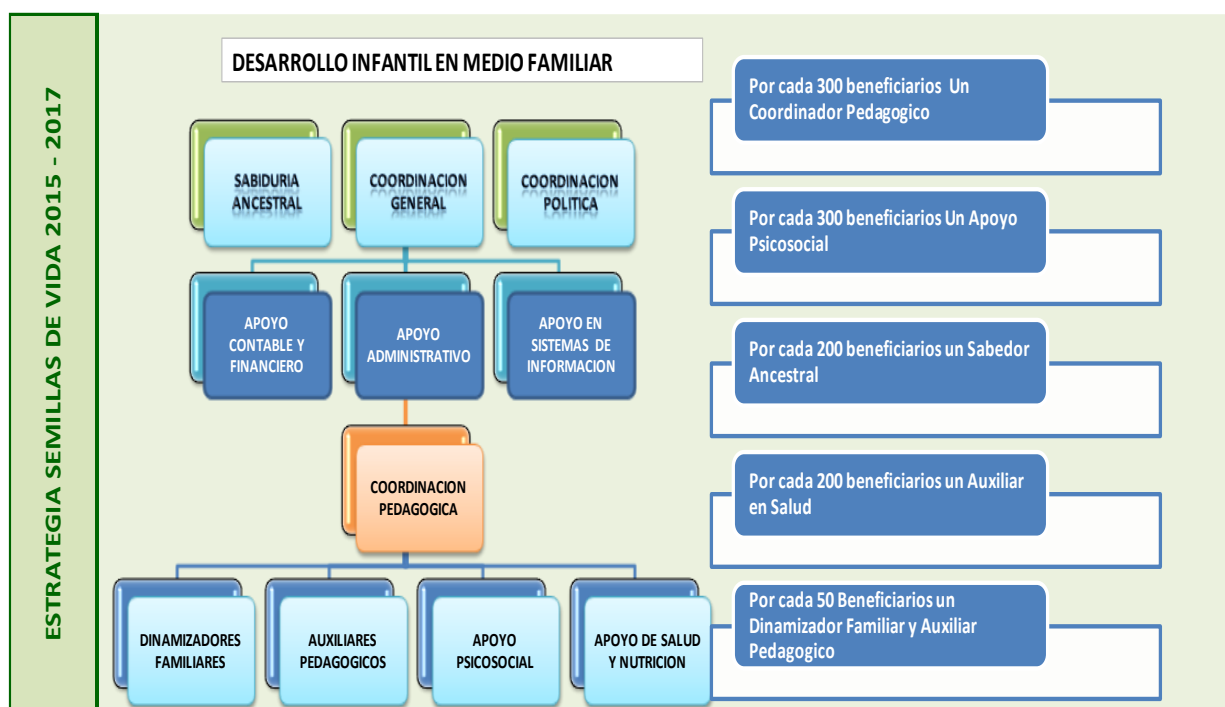 ESTRATEGIA SEMILLAS DE VIDA 2015 - 2017
DESARROLLO INFANTIL EN MEDIO FAMILIAR
SABIDURIA
ANCESTRAL
COORDINACION
GENERAL
COORDINACION
POLITICA
APOYO
CONTABLE Y
FINANCIERO
APOYO
ADMINISTRATIVO
APOYO EN
SISTEMAS DE
INFORMACION
COORDINACION
PEDAGOGICA
DINAMIZADORES
FAMILIARES
AUXILIARES
PEDAGOGICOS
APOYO
PSICOSOCIAL
APOYO DE SALUD
Y NUTRICION
Por cada 300 beneficiarios Un
Coordinador Pedagogico
Por cada 300 beneficiarios Un Apoyo
Psicosocial
Por cada 200 beneficiarios un Sabedor
Ancestral
Por cada 200 beneficiarios un Auxiliar
en Salud
Por cada 50 Beneficiarios un
Dinamizador Familiar y Auxiliar
Pedagogico